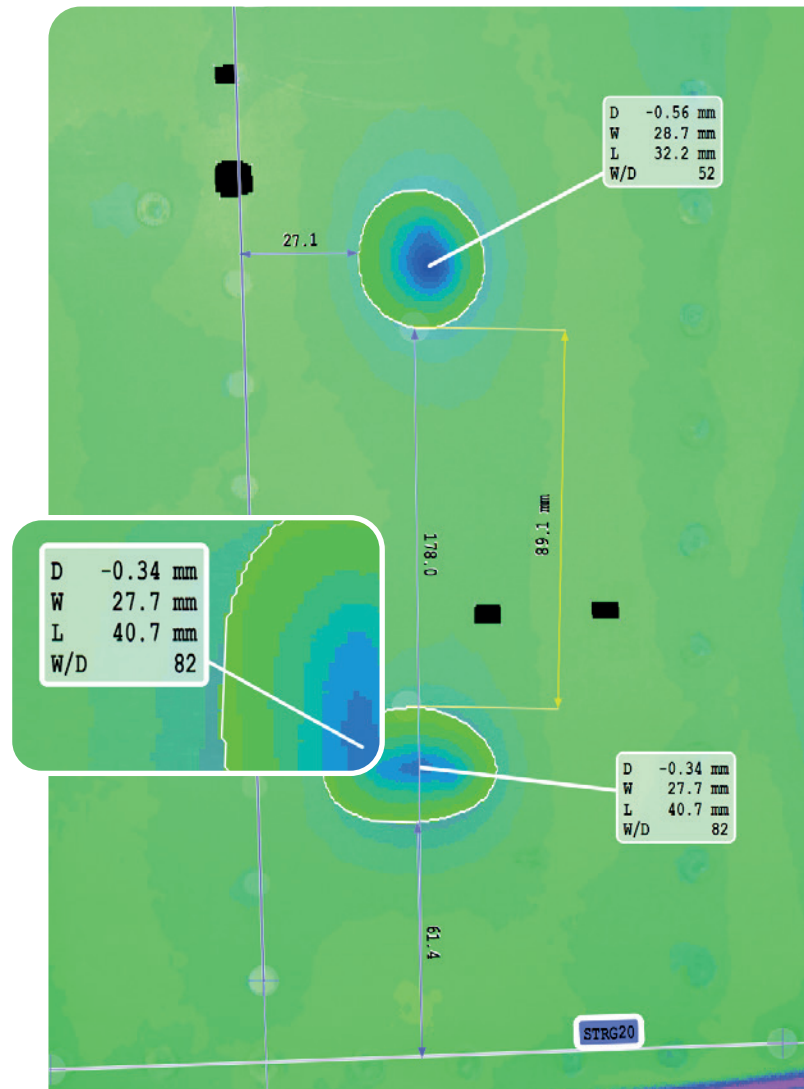 D -0.56 mm
W 28.7 mm
L 32.2 mm
W/D 52
27.1
178.0
89.1 mm
D -0.34 mm
W 27.7 mm
L 40.7 mm
W/D 82
D -0.34 mm
W 27.7 mm
L 40.7 mm
W/D 82
61.4
STRG20